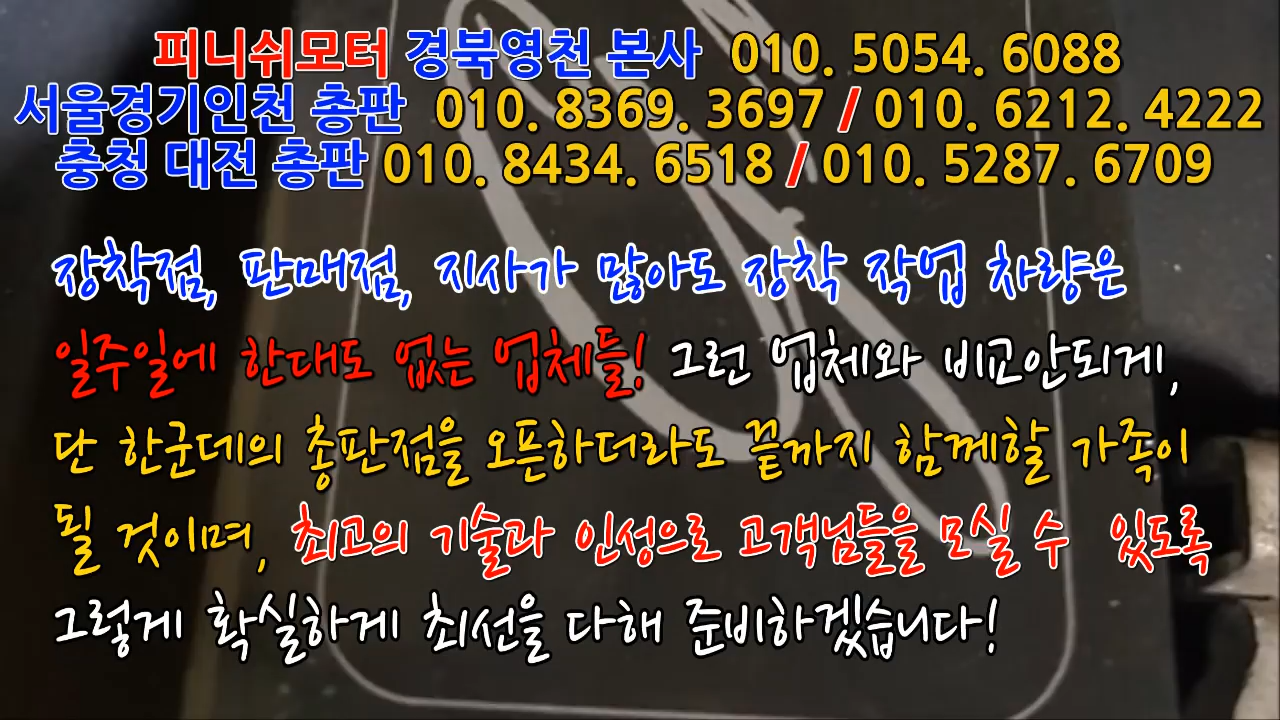 피니쉬모터 경북영천 본사 010. 5054. 6088
서울경기인천 총판 010. 8369. 3697 / 010. 6212. 4222
충청 대전 총판 010. 8434. 6518 / 010. 5287. 6709
장착점, 판매점, 지사가 많아도 장착 작업 차량은
일주일에 한대도 없는 업체들! 그런 업체와 비교안되게,
단 한군데의 총판점을 오픈하더라도 끝까지 함께할 가족이
될 것이며, 최고의 기술과 인성으로 고객님들을 모실 수 있도록
그렇게 확실하게 최선을 다해 준비하겠습니다!